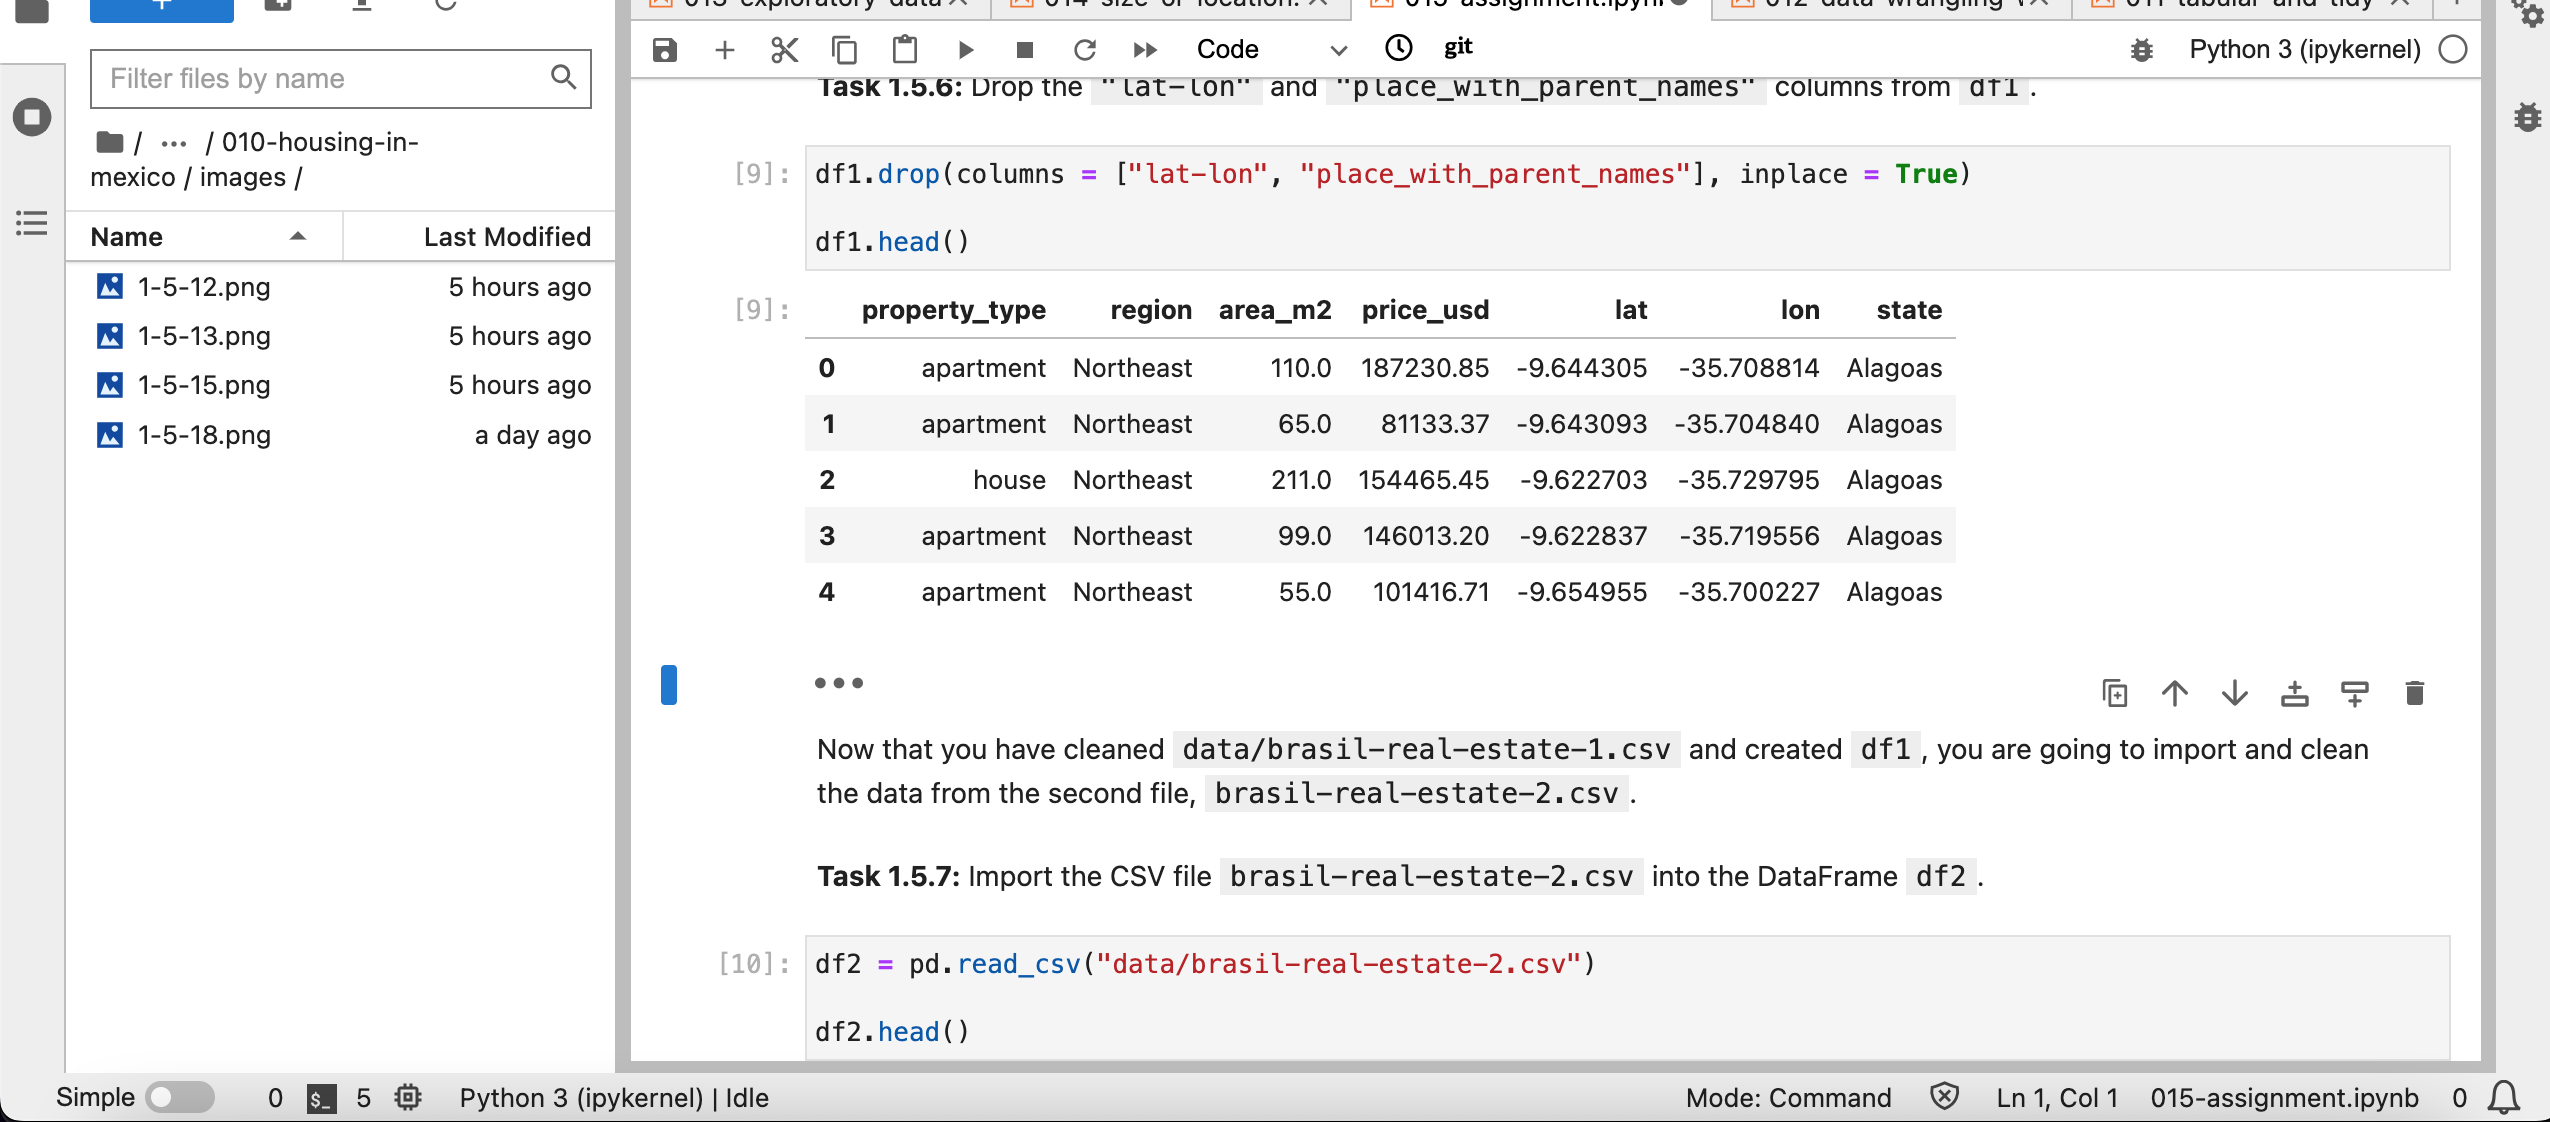 013-exploratory-data
014-size-or-location.
015-assignment.ipynb
012-data-wrangling
011-tabular-and-tidy
Code
git
Python 3 (ipykernel)
Filter files by name
/ ... / 010-housing-in-
mexico / images /
Name Last Modified
1-5-12.png 5 hours ago
1-5-13.png 5 hours ago
1-5-15.png 5 hours ago
1-5-18.png a day ago
Task 1.5.6: Drop the "lat-lon" and "place_with_parent_names" columns from df1.
[9]: df1.drop(columns = ["lat-lon", "place_with_parent_names"], inplace = True)
df1.head()
[9]: property_type region area_m2 price_usd lat lon state
0 apartment Northeast 110.0 187230.85 -9.644305 -35.708814 Alagoas
1 apartment Northeast 65.0 81133.37 -9.643093 -35.704840 Alagoas
2 house Northeast 211.0 154465.45 -9.622703 -35.729795 Alagoas
3 apartment Northeast 99.0 146013.20 -9.622837 -35.719556 Alagoas
4 apartment Northeast 55.0 101416.71 -9.654955 -35.700227 Alagoas
Now that you have cleaned data/brasil-real-estate-1.csv and created df1, you are going to import and clean
the data from the second file, brasil-real-estate-2.csv.
Task 1.5.7: Import the CSV file brasil-real-estate-2.csv into the DataFrame df2.
[10]: df2 = pd.read_csv("data/brasil-real-estate-2.csv")
df2.head()
Simple 0 $_ 5 Python 3 (ipykernel) | Idle Mode: Command Ln 1, Col 1 015-assignment.ipynb 0